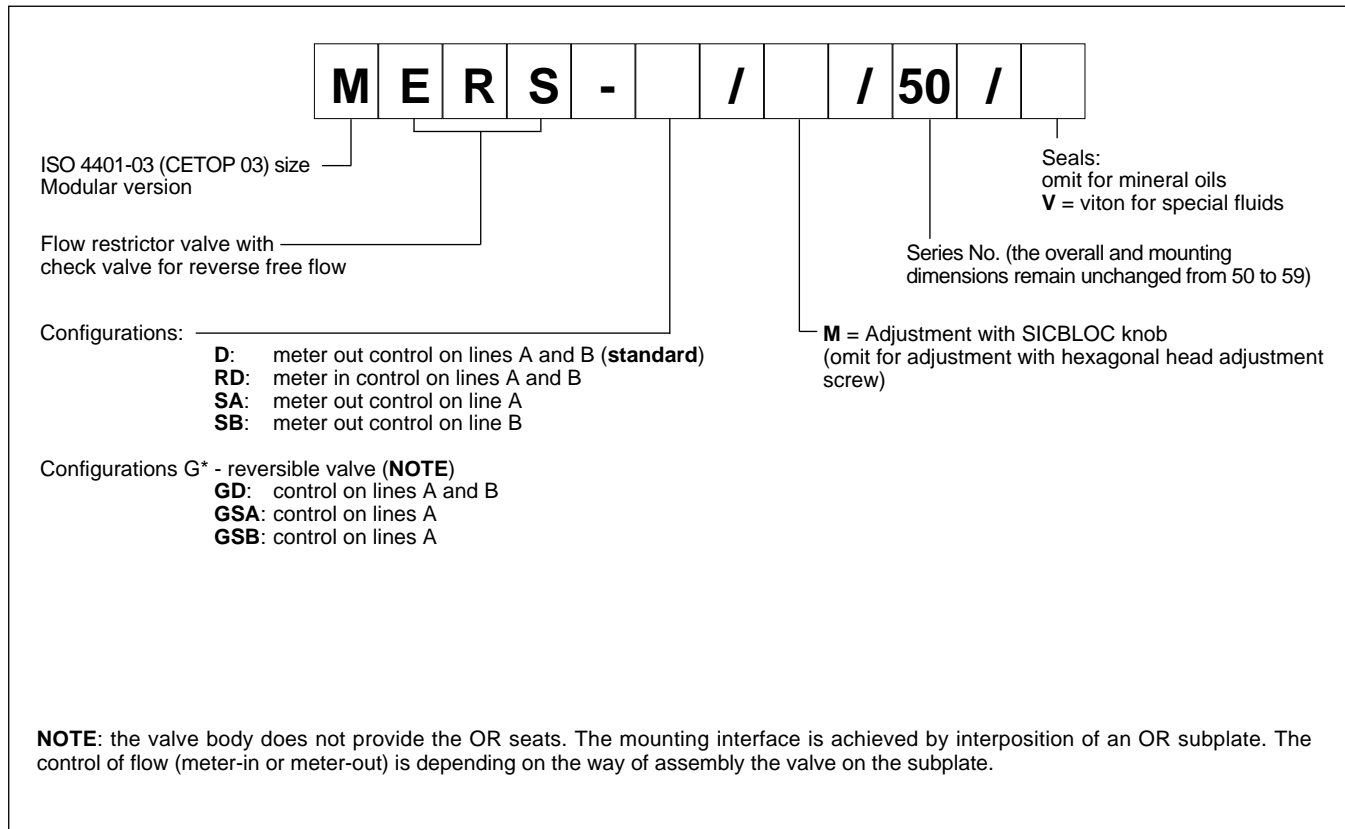 M E R S - / / 50 /
ISO 4401-03 (CETOP 03) size
Modular version
Flow restrictor valve with
check valve for reverse free flow
Seals:
omit for mineral oils
V = viton for special fluids
Series No. (the overall and mounting
dimensions remain unchanged from 50 to 59)
M = Adjustment with SICBLOC knob
(omit for adjustment with hexagonal head adjustment
screw)
Configurations:
D: meter out control on lines A and B (standard)
RD: meter in control on lines A and B
SA: meter out control on line A
SB: meter out control on line B
Configurations G* - reversible valve (NOTE)
GD: control on lines A and B
GSA: control on lines A
GSB: control on lines A
NOTE: the valve body does not provide the OR seats. The mounting interface is achieved by interposition of an OR subplate. The
control of flow (meter-in or meter-out) is depending on the way of assembly the valve on the subplate.